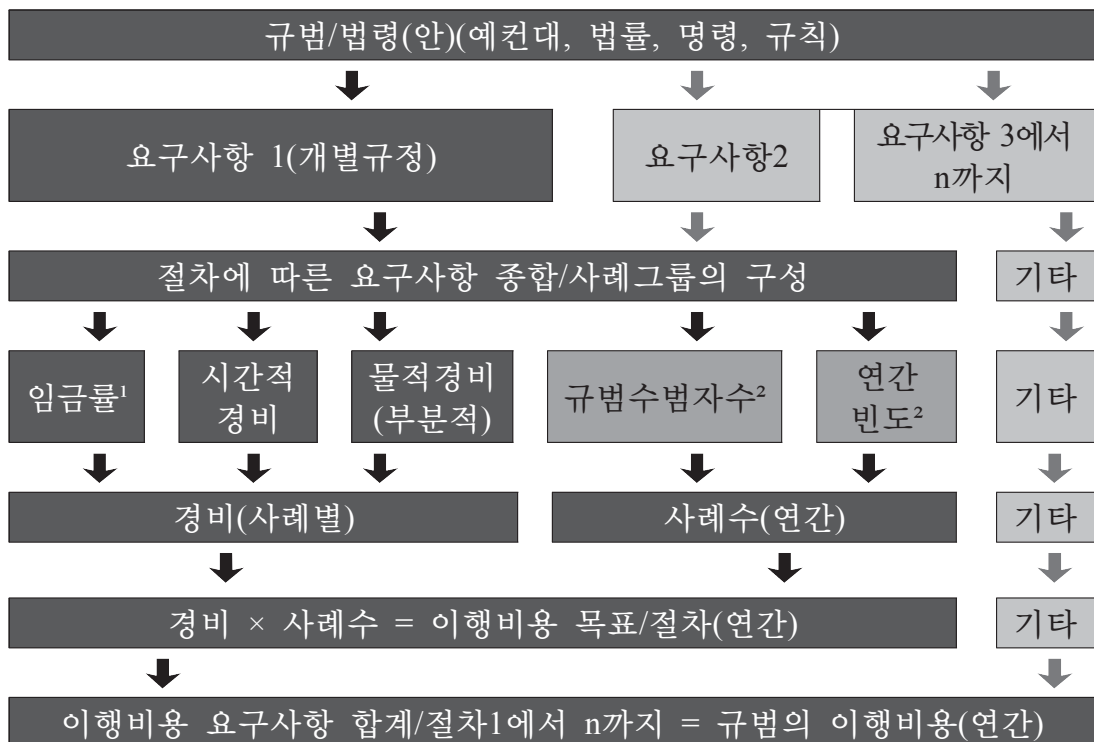 규범/법령(안)(예컨대, 법률, 명령, 규칙)
요구사항 1(개별규정)
요구사항2
요구사항 3에서
n까지
절차에 따른 요구사항 종합/사례그룹의 구성
기타
임금률¹
시간적
경비
물적경비
(부분적)
규범수범자수²
연간
빈도²
기타
경비(사례별)
사례수(연간)
기타
경비 × 사례수 = 이행비용 목표/절차(연간)
기타
이행비용 요구사항 합계/절차1에서 n까지 = 규범의 이행비용(연간)